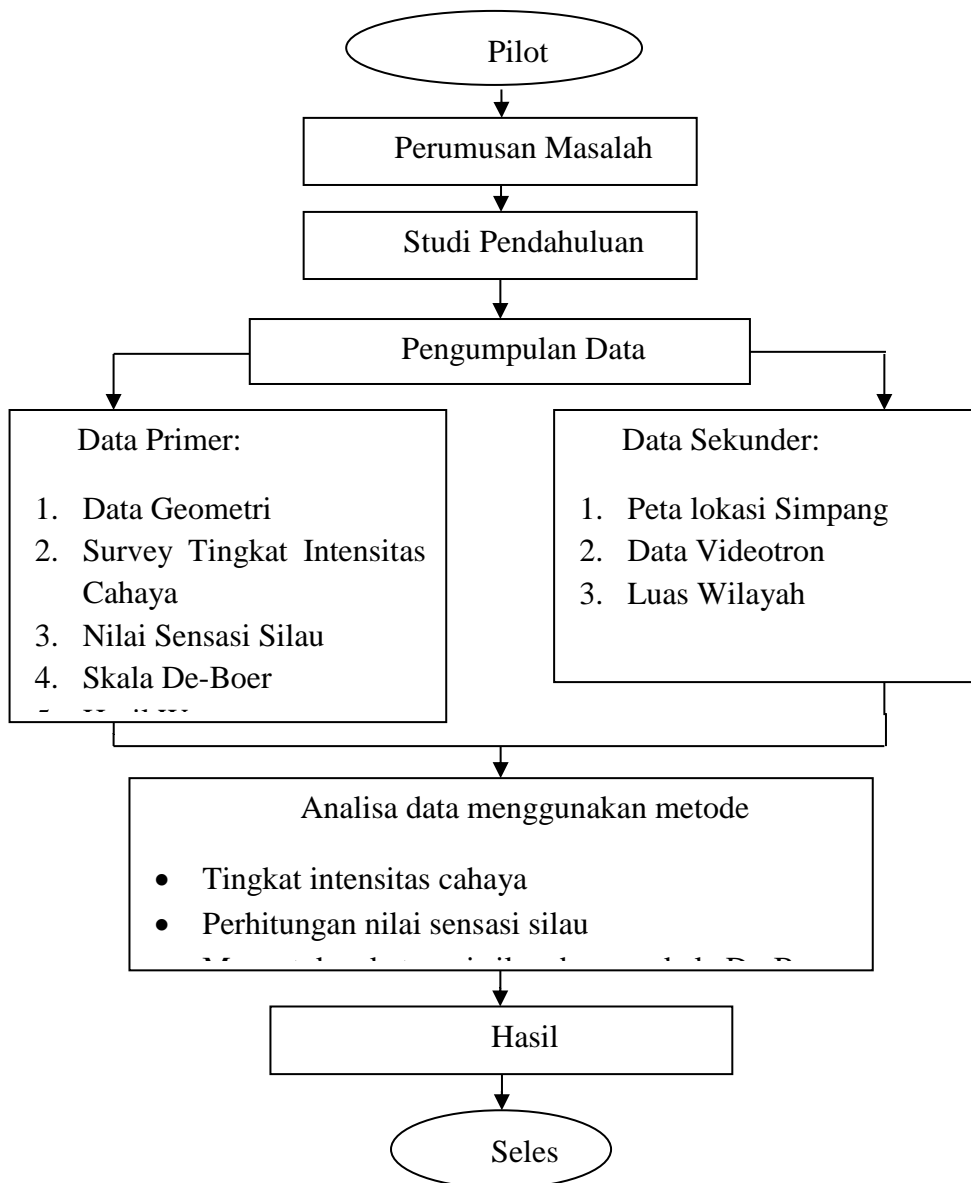 Pilot
Perumusan Masalah
Studi Pendahuluan
Pengumpulan Data
Data Primer:
1. Data Geometri
2. Survey Tingkat Intensitas
Cahaya
3. Nilai Sensasi Silau
4. Skala De-Boer
Data Sekunder:
1. Peta lokasi Simpang
2. Data Videotron
3. Luas Wilayah
Analisa data menggunakan metode
• Tingkat intensitas cahaya
• Perhitungan nilai sensasi silau
Hasil
Seles